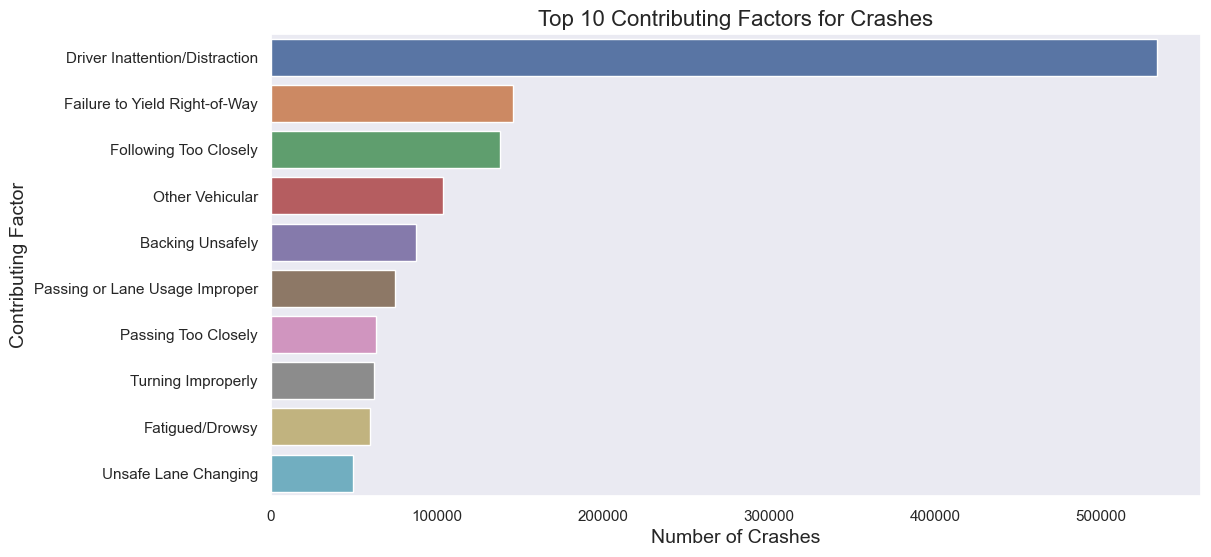 Top 10 Contributing Factors for Crashes
Contributing Factor
Driver Inattention/Distraction
Failure to Yield Right-of-Way
Following Too Closely
Other Vehicular
Backing Unsafely
Passing or Lane Usage Improper
Passing Too Closely
Turning Improperly
Fatigued/Drowsy
Unsafe Lane Changing
0 100000 200000 300000 400000 500000
Number of Crashes